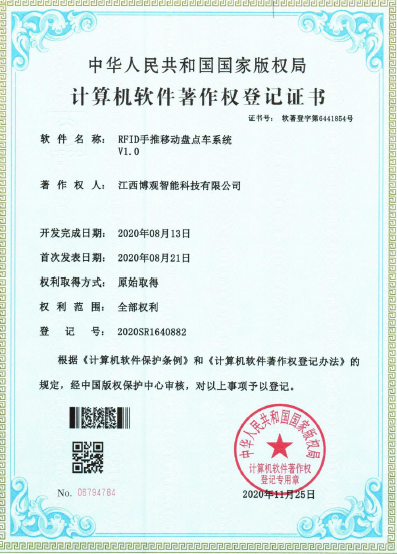 中华人民共和国国家版权局
计算机软件著作权登记证书
证书号： 软著登字第6441854号
软件名称： RFID手推移动盘点车系统
V1.0
著作权人： 江西博观智能科技有限公司
开发完成日期： 2020年08月13日
首次发表日期： 2020年08月21日
权利取得方式： 原始取得
权利范围： 全部权利
登记号： 2020SR1640882
根据《计算机软件保护条例》和《计算机软件著作权登记办法》的
规定，经中国版权保护中心审核，对以上事项予以登记。
中华人民共和国国家版权局
计算机软件著作权
登记专用章
No. 06794784
2020年11月25日